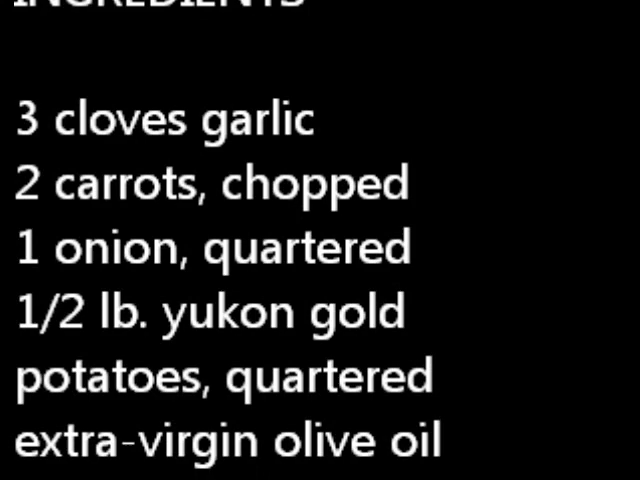 INGREDIENTS
3 cloves garlic
2 carrots, chopped
1 onion, quartered
1/2 lb. yukon gold
potatoes, quartered
extra-virgin olive oil